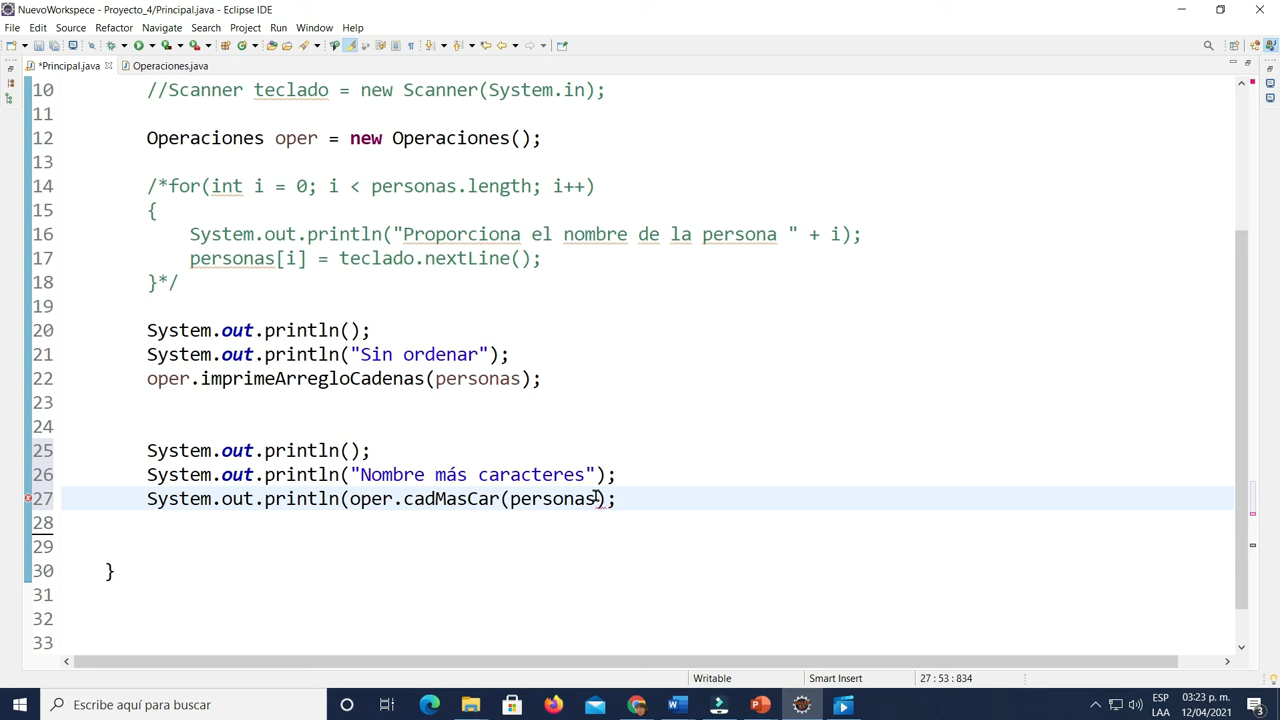 NuevoWorkspece - Proyecto_4/Principal.java - Eclipse IDE
File Edit Source Refactor Navigate Search Project Run Window Help
*Principal.java Operaciones.java
10 //Scanner teclado = new Scanner(System.in);
11
12 Operaciones oper = new Operaciones();
13
14 /*for(int i = 0; i < personas.length; i++)
15 {
16 System.out.println("Proporciona el nombre de la persona " + i);
17 personas[i] = teclado.nextLine();
18 }*/
19
20 System.out.println();
21 System.out.println("Sin ordenar");
22 oper.imprimeArregloCadenas(personas);
23
24
25 System.out.println();
26 System.out.println("Nombre más caracteres");
27 System.out.println(oper.cadMasCar(personas);
28
29
30 }
31
32
33
Writable Smart Insert 27 : 53 : 834
Escribe aquí para buscar ESP 03:23 p. m.
LAA 12/04/2021 3